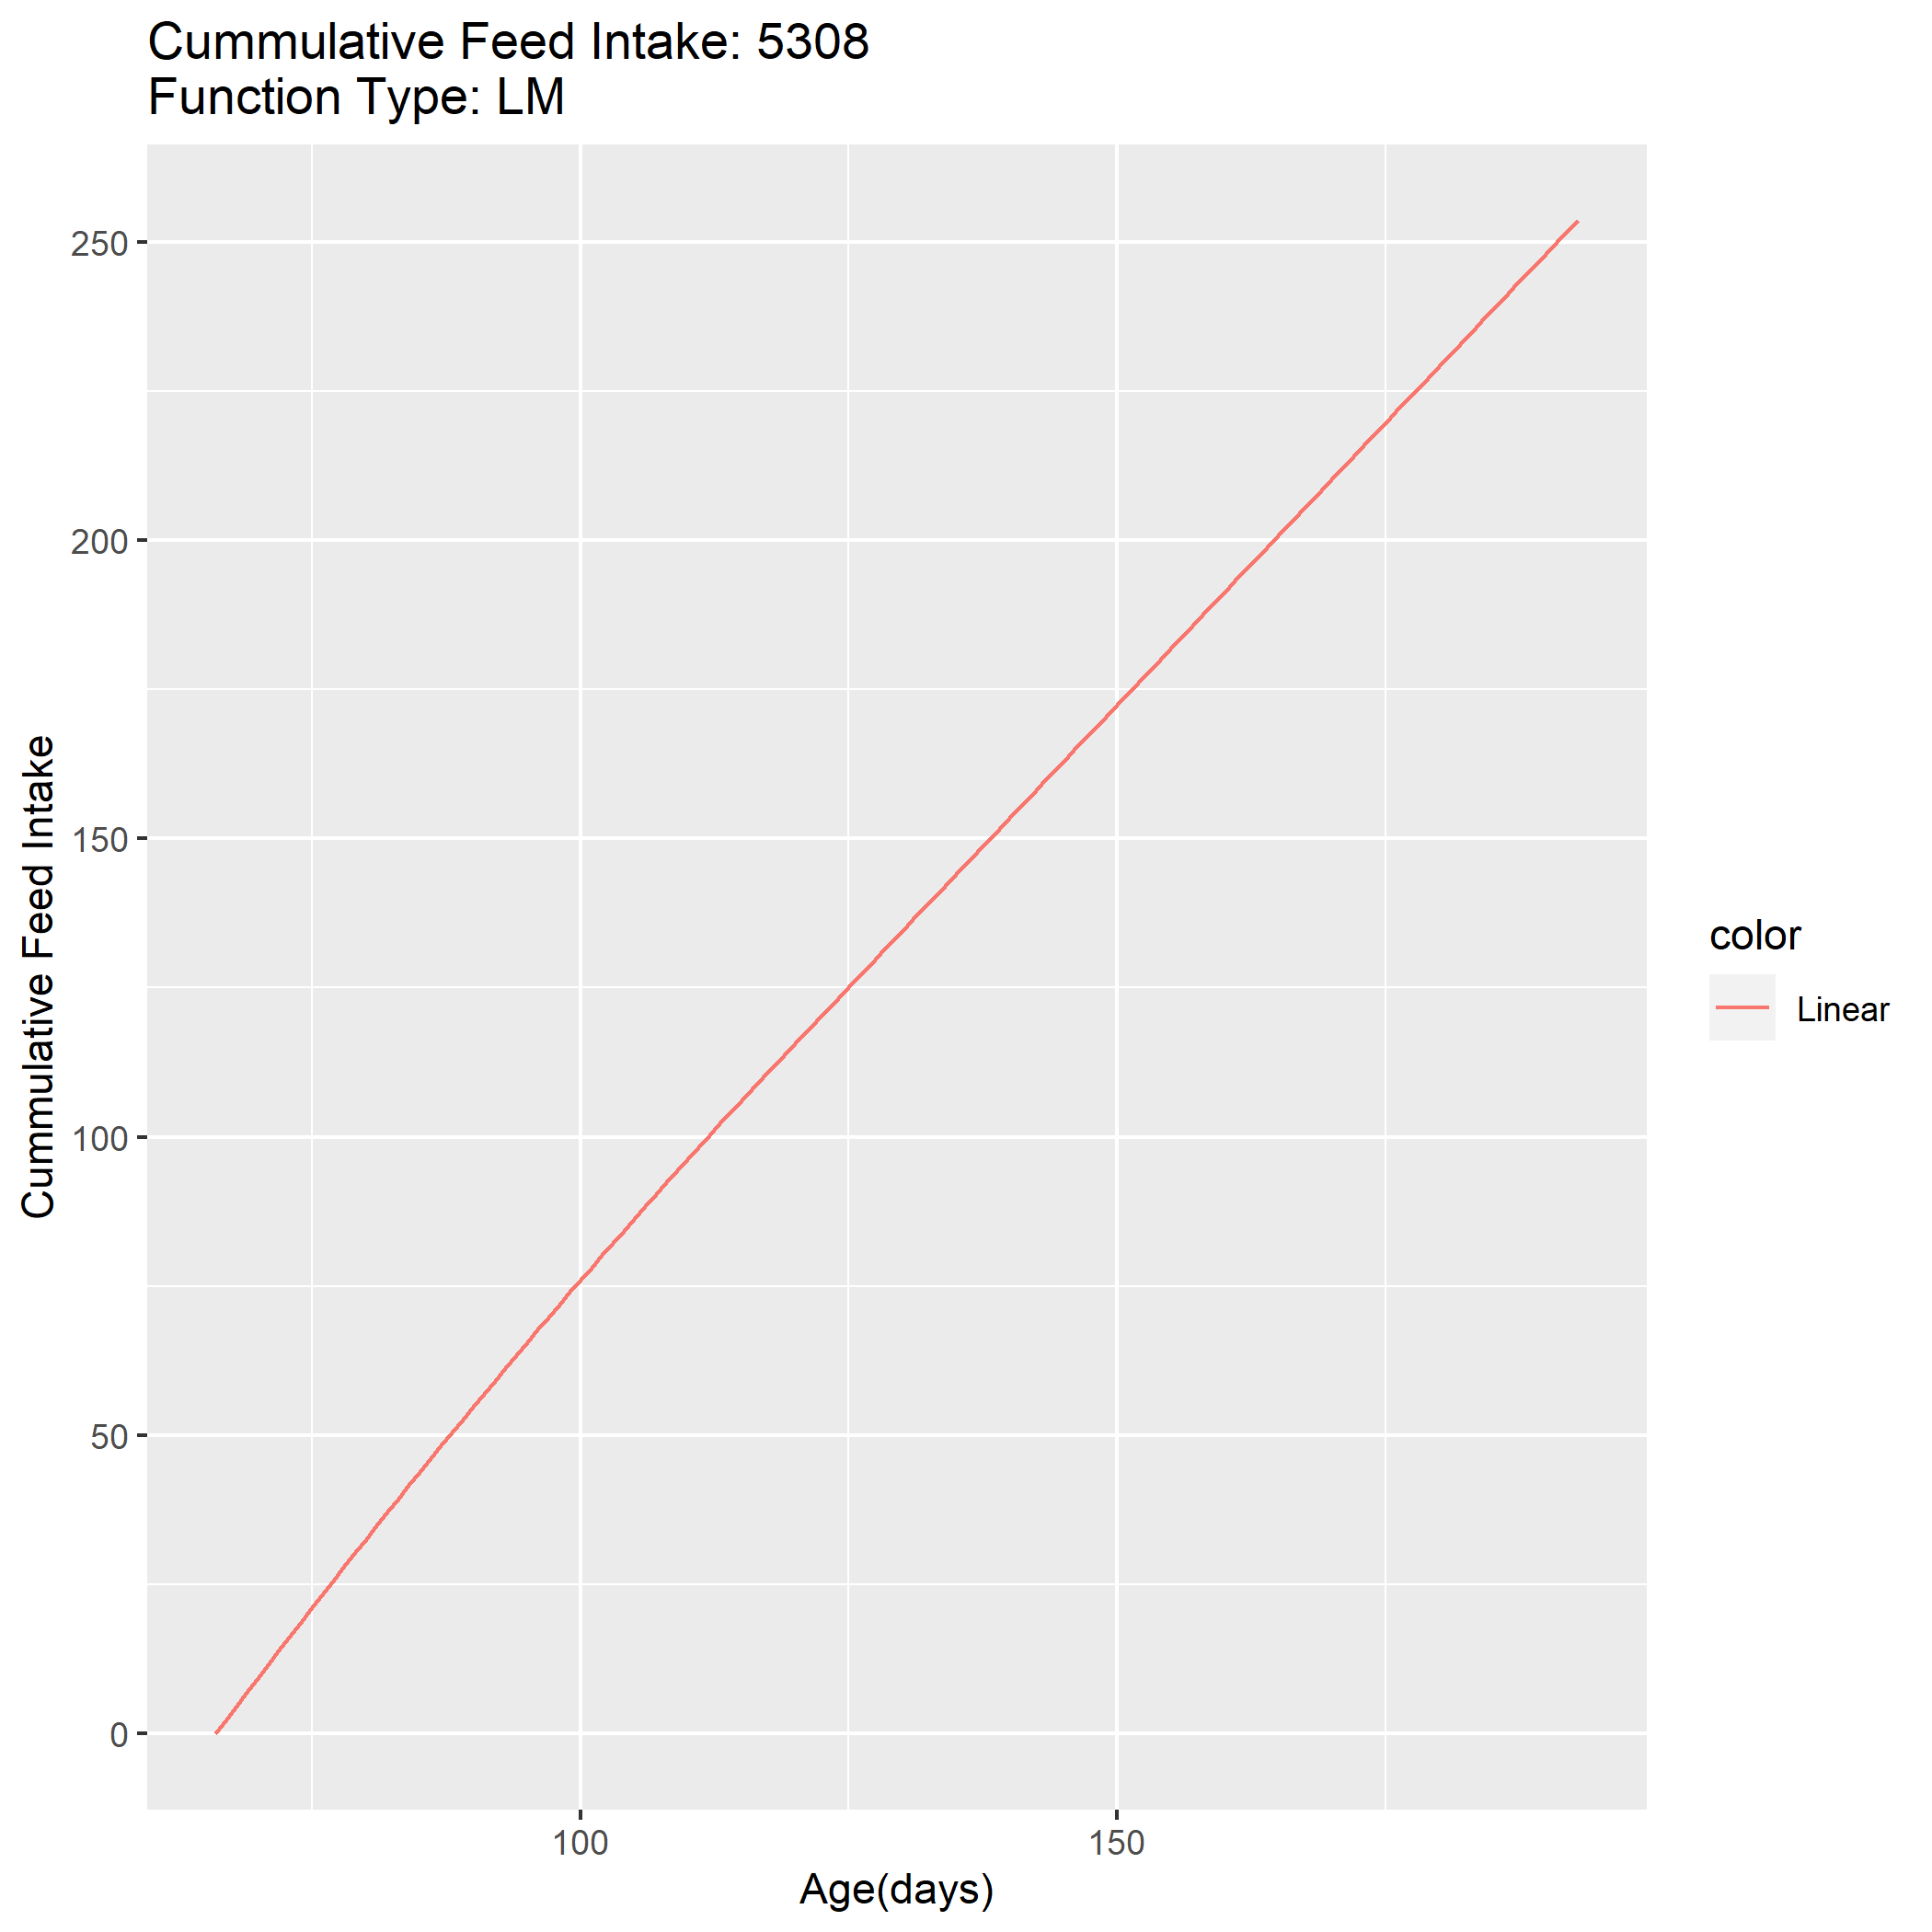 Cummulative Feed Intake: 5308
Function Type: LM
250
200
150
100
50
0
Cummulative Feed Intake
100
150
Age(days)
color
Linear